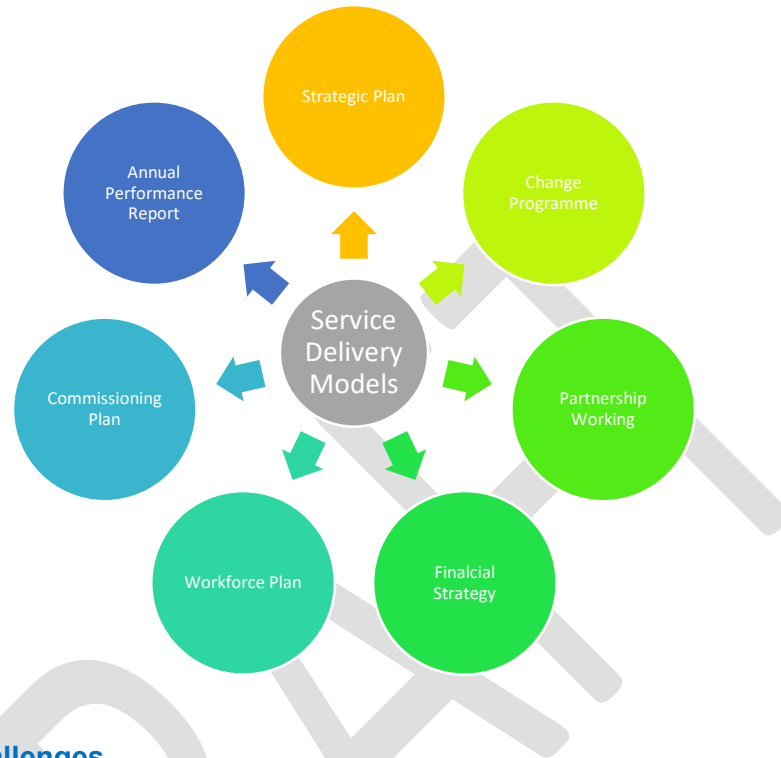 Strategic Plan
Annual
Performance
Report
Change
Programme
Service
Delivery
Models
Commissioning
Plan
Partnership
Working
Workforce Plan
Finalcial
Strategy